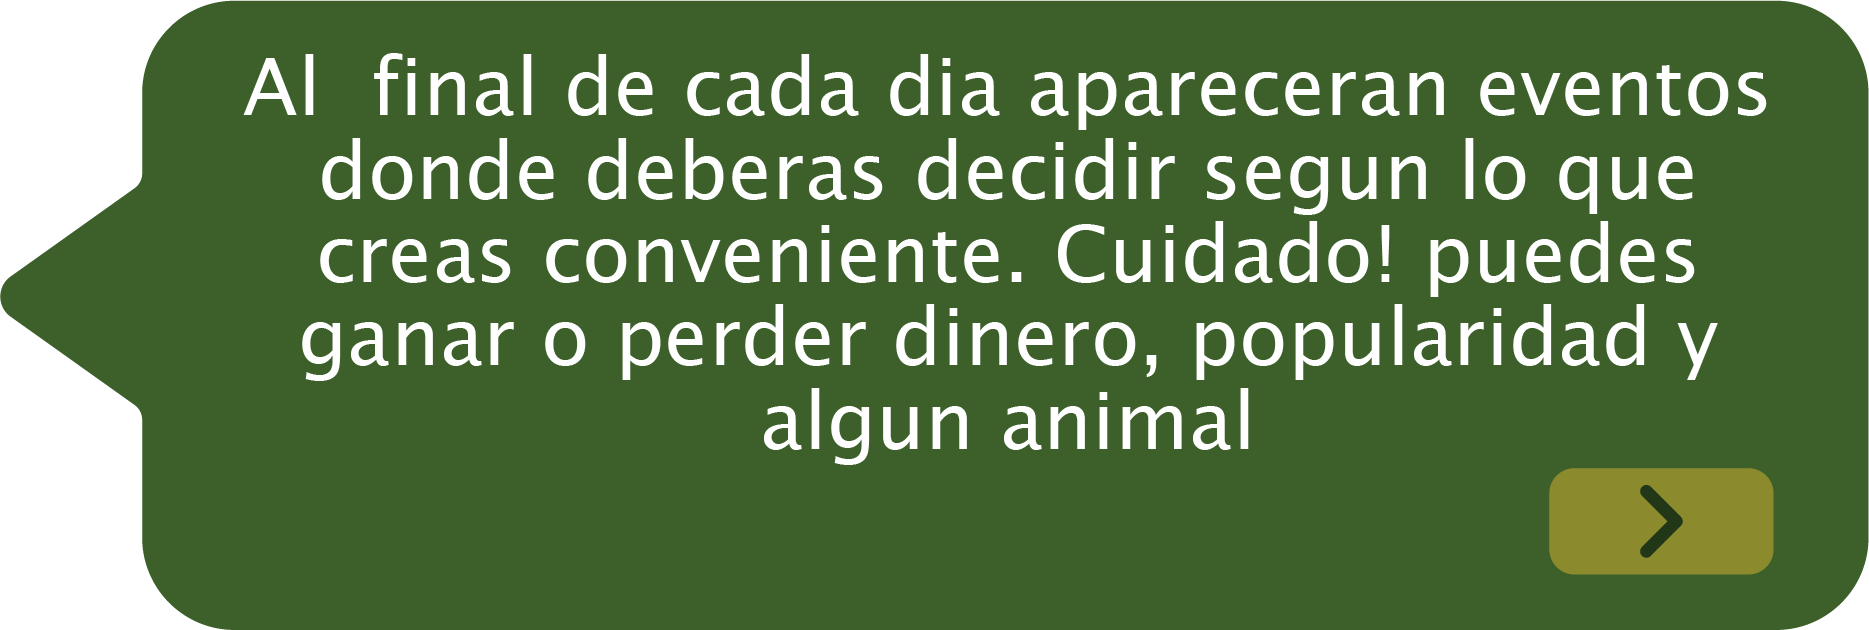 Al  final de cada dia apareceran eventos
donde deberas decidir segun lo que
creas conveniente. Cuidado! puedes
ganar o perder dinero, popularidad y
algun animal